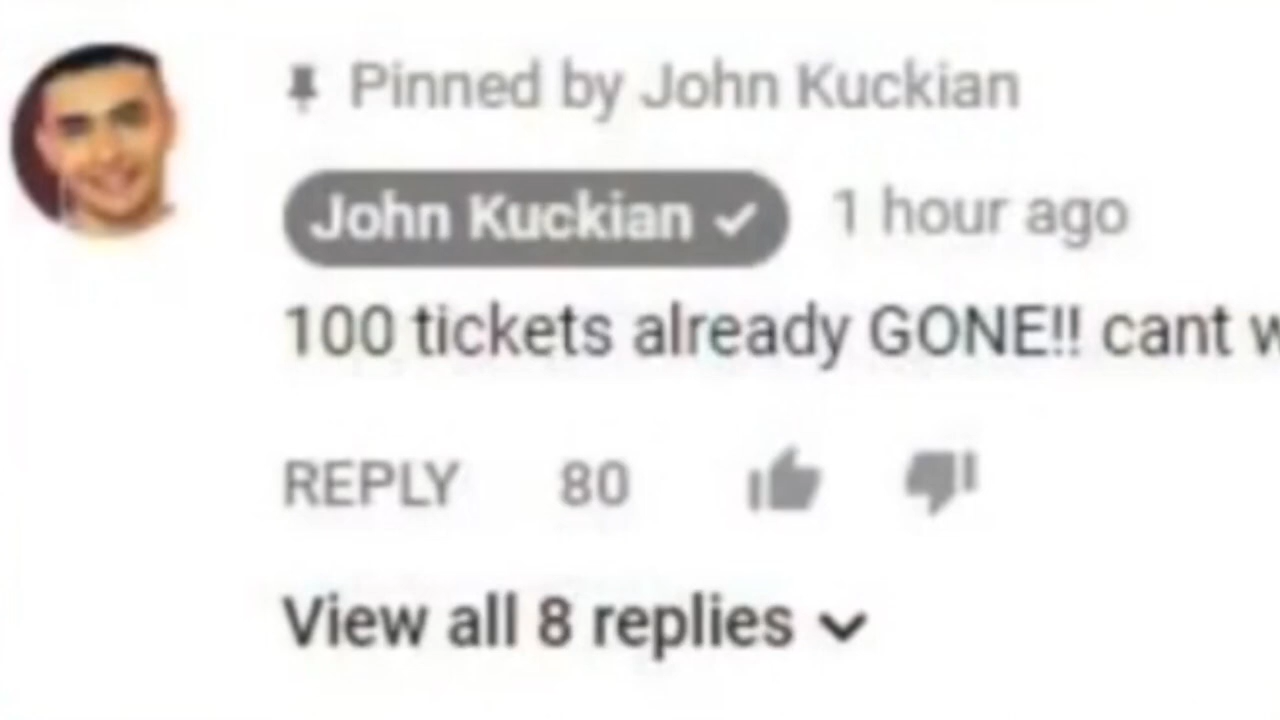 Pinned by John Kuckian
John Kuckian 1 hour ago
100 tickets already GONE!! cant
REPLY 80
View all 8 replies